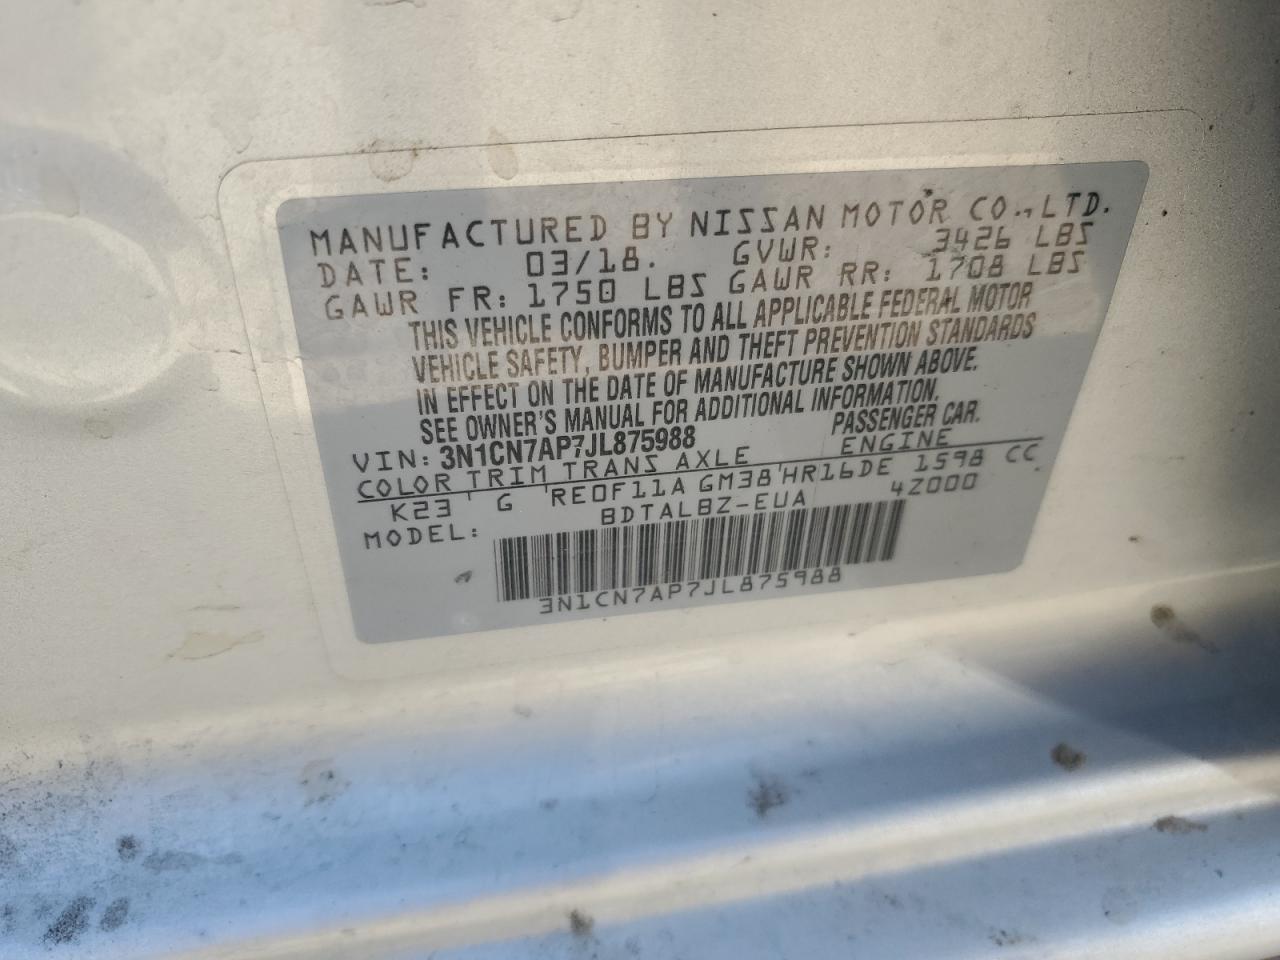 MANUFACTURED BY NISSAN MOTOR CO., LTD.
DATE: 03/18. GVWR: 3426 LBS
GAWR FR: 1750 LBS GAWR RR: 1708 LBS
THIS VEHICLE CONFORMS TO ALL APPLICABLE FEDERAL MOTOR
VEHICLE SAFETY, BUMPER AND THEFT PREVENTION STANDARDS
IN EFFECT ON THE DATE OF MANUFACTURE SHOWN ABOVE.
SEE OWNER'S MANUAL FOR ADDITIONAL INFORMATION.
VIN: 3N1CN7AP7JL875988 PASSENGER CAR.
COLOR TRIM TRANS AXLE ENGINE
K23 G RE0F11A GM38 HR16DE 1598 CC
MODEL: BDTALBZ-EUA 4Z000
3N1CN7AP7JL875988